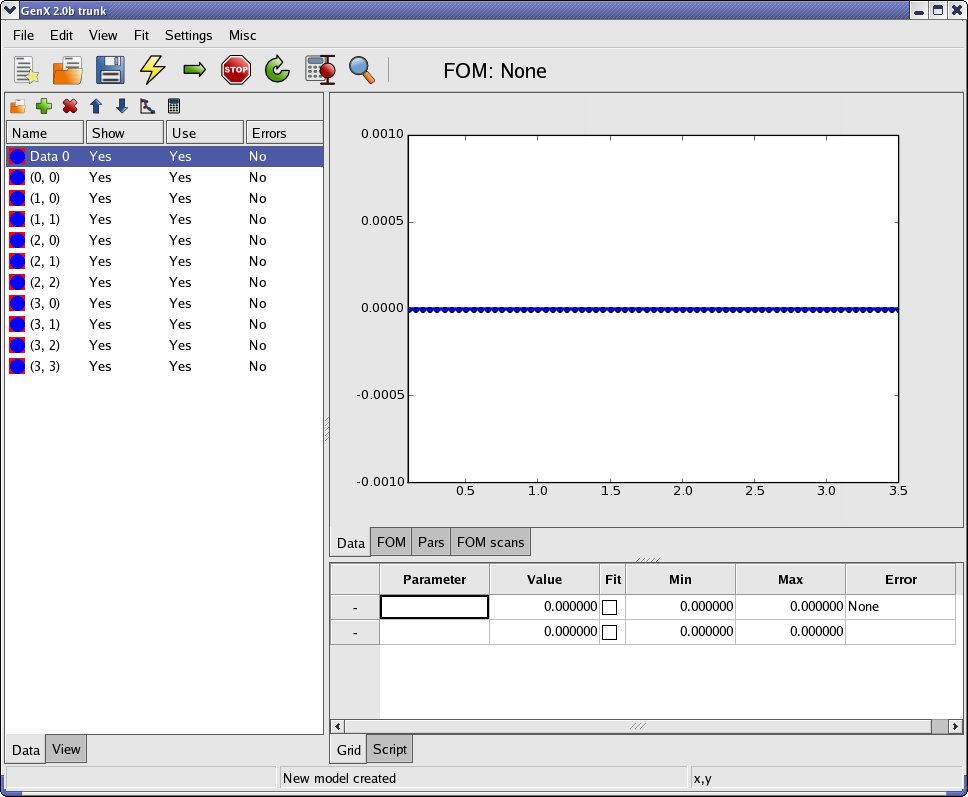 GenX 2.0b trunk
File Edit View Fit Settings Misc
STOP
FOM: None
Name Show Use Errors
Data 0 Yes Yes No
(0, 0) Yes Yes No
(1, 0) Yes Yes No
(1, 1) Yes Yes No
(2, 0) Yes Yes No
(2, 1) Yes Yes No
(2, 2) Yes Yes No
(3, 0) Yes Yes No
(3, 1) Yes Yes No
(3, 2) Yes Yes No
(3, 3) Yes Yes No
Data View
0.0010
0.0005
0.0000
-0.0005
-0.0010
0.5 1.0 1.5 2.0 2.5 3.0 3.5
Data FOM Pars FOM scans
Parameter Value Fit Min Max Error
- 0.000000 0.000000 0.000000 None
- 0.000000 0.000000 0.000000
Grid Script
New model created x,y